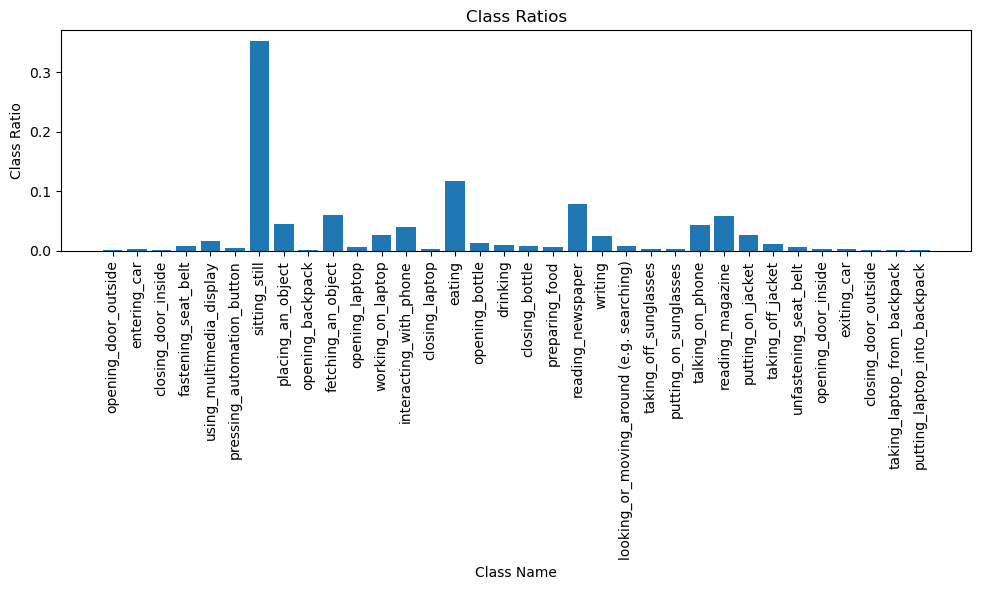 Class Ratios
Class Ratio
0.3
0.2
0.1
0.0
opening_door_outside
entering_car
closing_door_inside
fastening_seat_belt
using_multimedia_display
pressing_automation_button
sitting_still
placing_an_object
opening_backpack
fetching_an_object
opening_laptop
working_on_laptop
interacting_with_phone
closing_laptop
eating
opening_bottle
drinking
closing_bottle
preparing_food
reading_newspaper
writing
looking_or_moving_around (e.g. searching)
taking_off_sunglasses
putting_on_sunglasses
talking_on_phone
reading_magazine
putting_on_jacket
taking_off_jacket
unfastening_seat_belt
opening_door_inside
exiting_car
closing_door_outside
taking_laptop_from_backpack
putting_laptop_into_backpack
Class Name